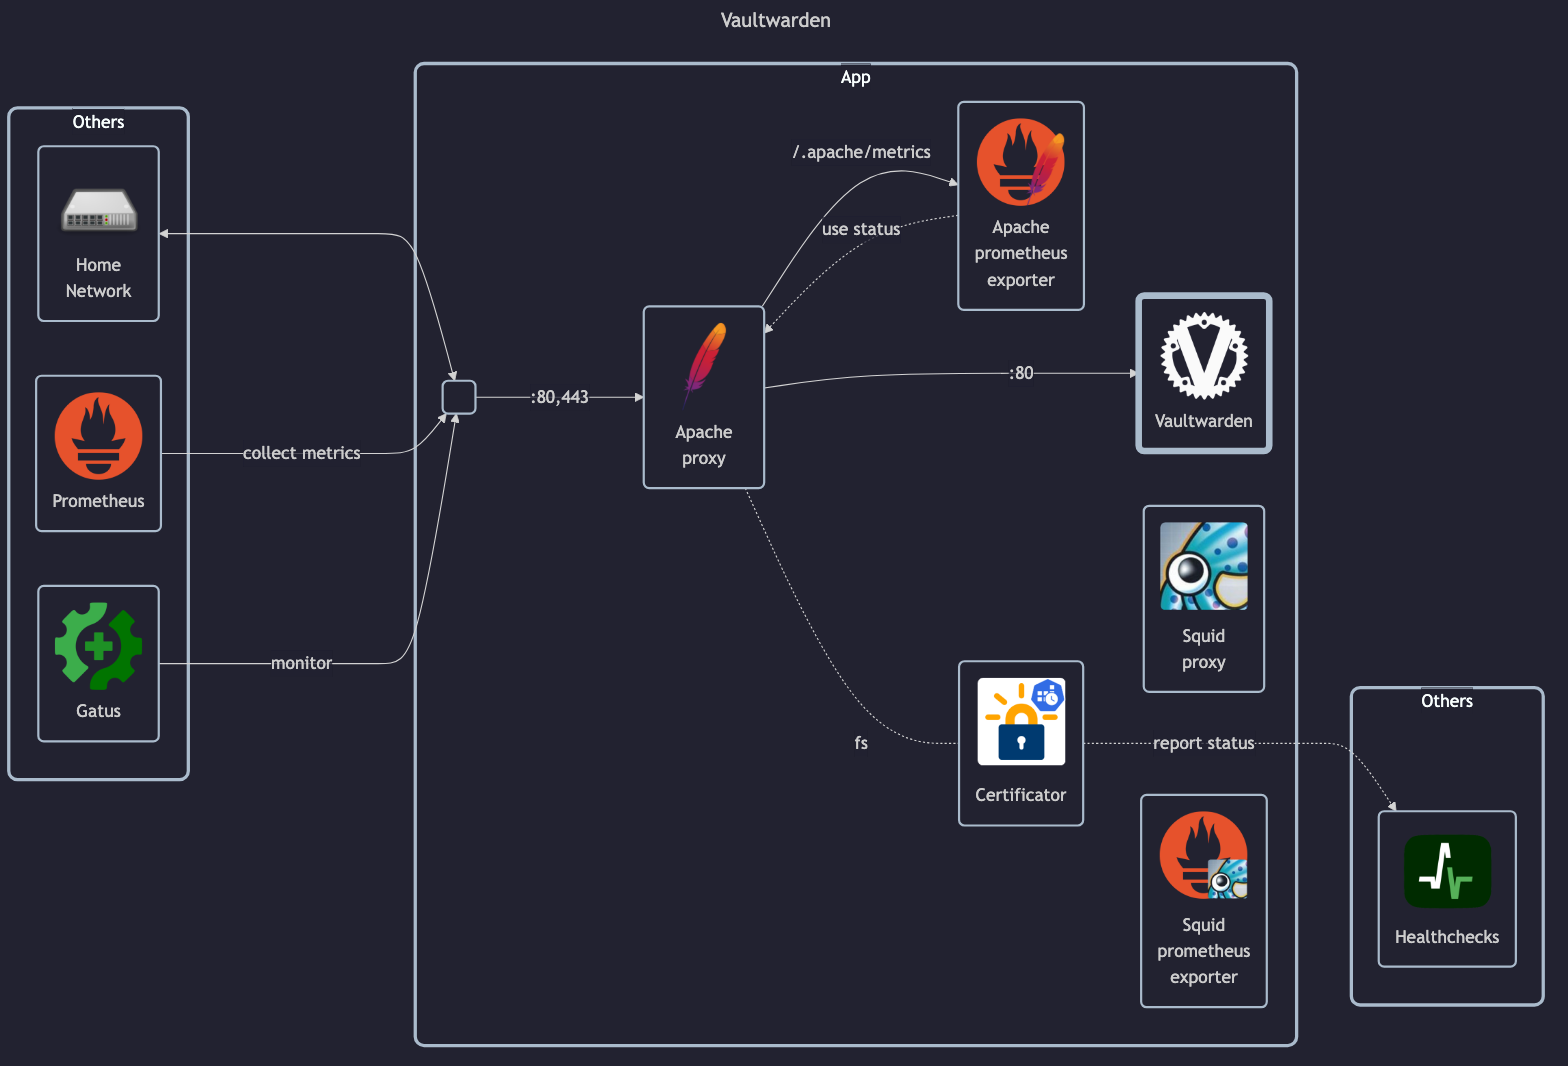 Vaultwarden
App
Others
Home
Network
Prometheus
Gatus
collect metrics
monitor
:80,443
Apache
proxy
/.apache/metrics
use status
Apache
prometheus
exporter
:80
Vaultwarden
Squid
proxy
fs
Certificator
report status
Squid
prometheus
exporter
Others
Healthchecks